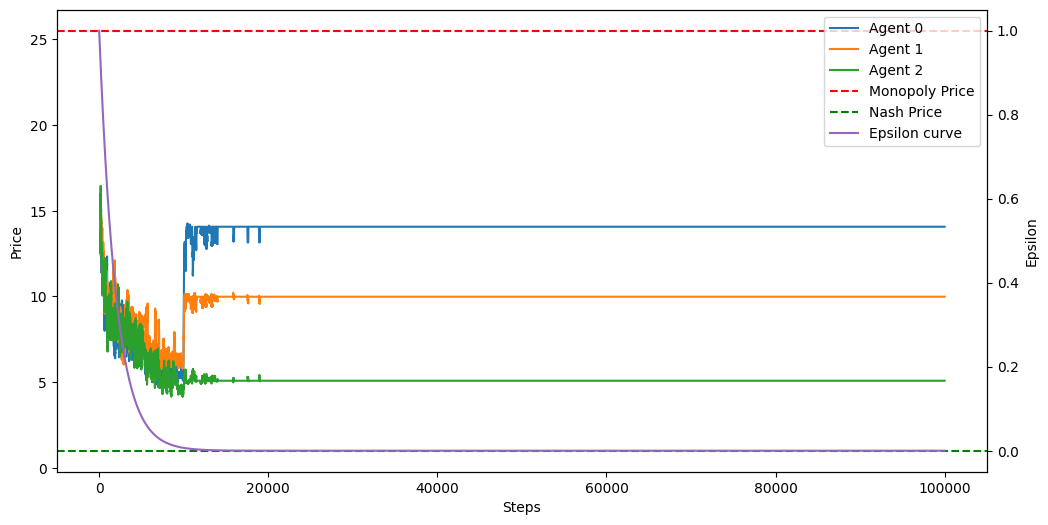 Agent 0
Agent 1
Agent 2
Monopoly Price
Nash Price
Epsilon curve
25
20
15
10
5
0
Price
1.0
0.8
0.6
0.4
0.2
0.0
Epsilon
0
20000
40000
60000
80000
100000
Steps